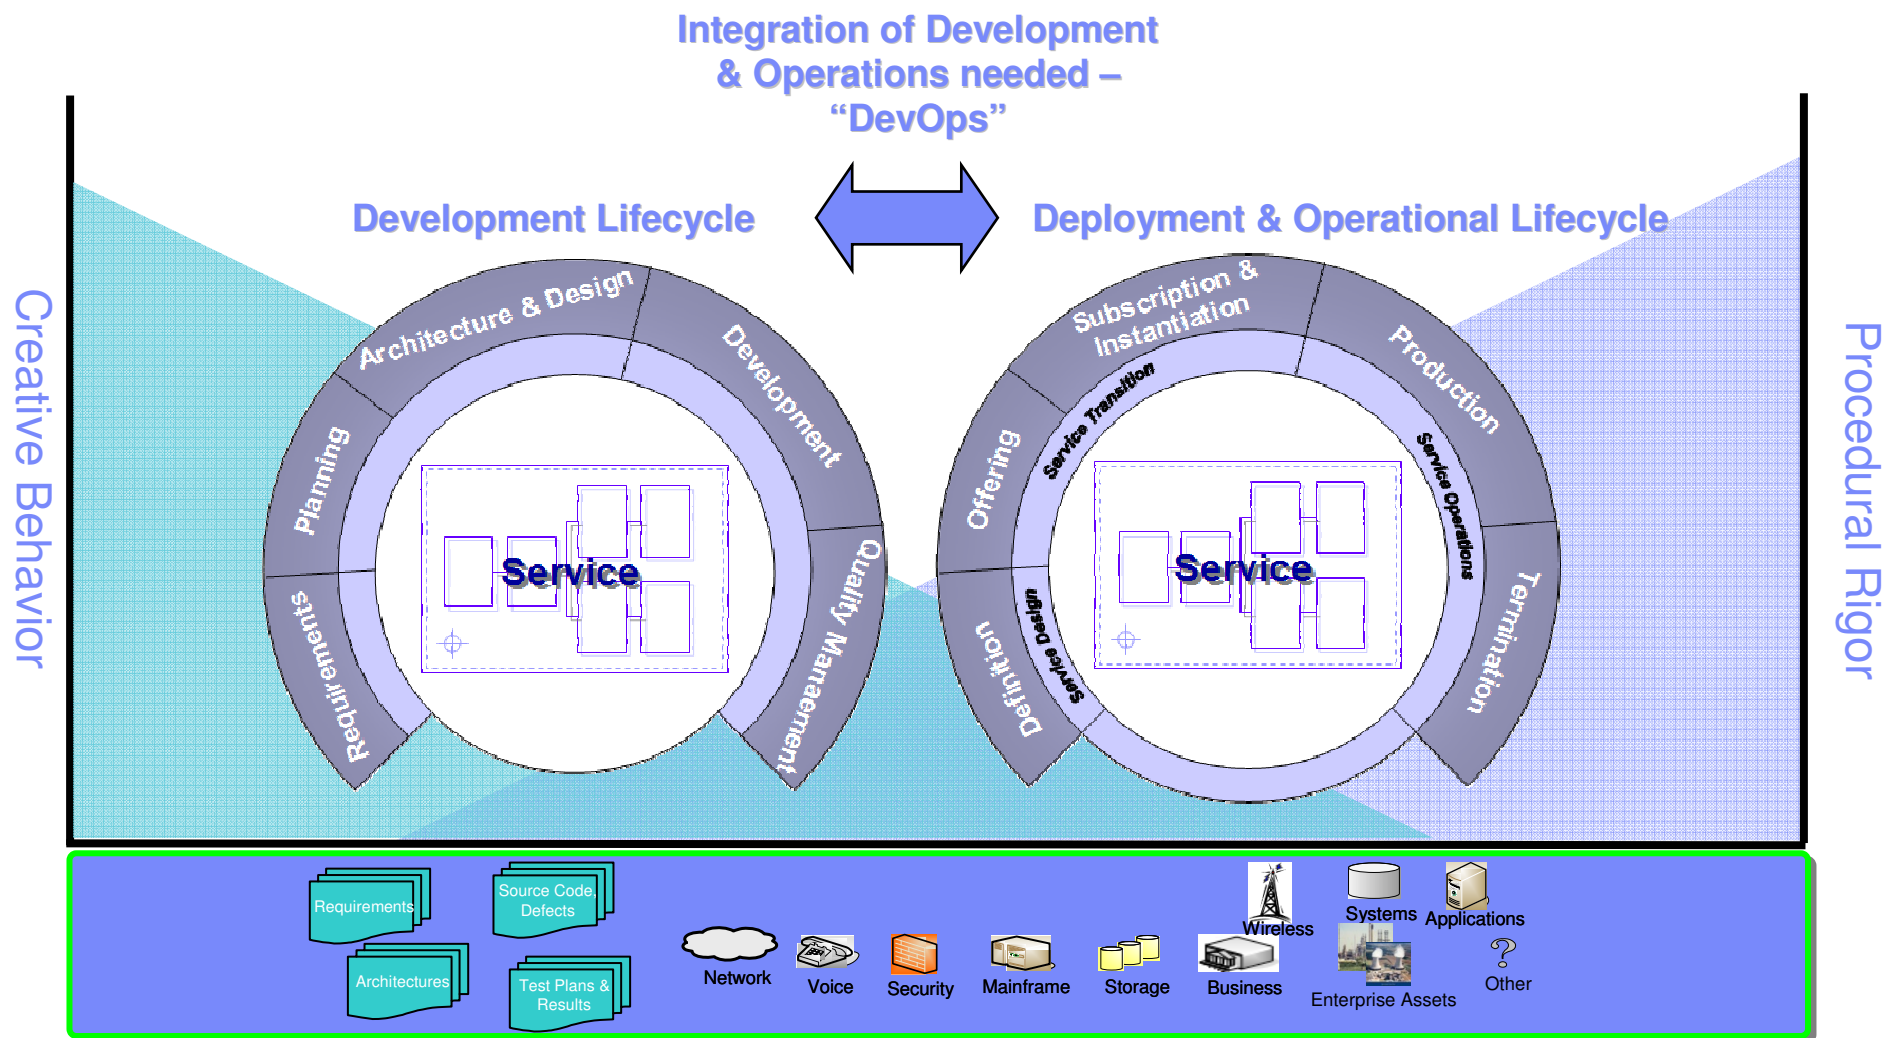 Integration of Development
& Operations needed –
“DevOps”
Development Lifecycle
Deployment & Operational Lifecycle
Creative Behavior
Procedural Rigor
Requirements
Planning
Architecture & Design
Development
Quality Manaement
Service
Definition
Offering
Subscription &
Instantiation
Production
Termination
Service Design
Service Transition
Service Operations
Service
Requirements
Source Code,
Defects
Architectures
Test Plans &
Results
Network
Voice
Security
Mainframe
Storage
Wireless
Business
Systems
Applications
Enterprise Assets
?
Other